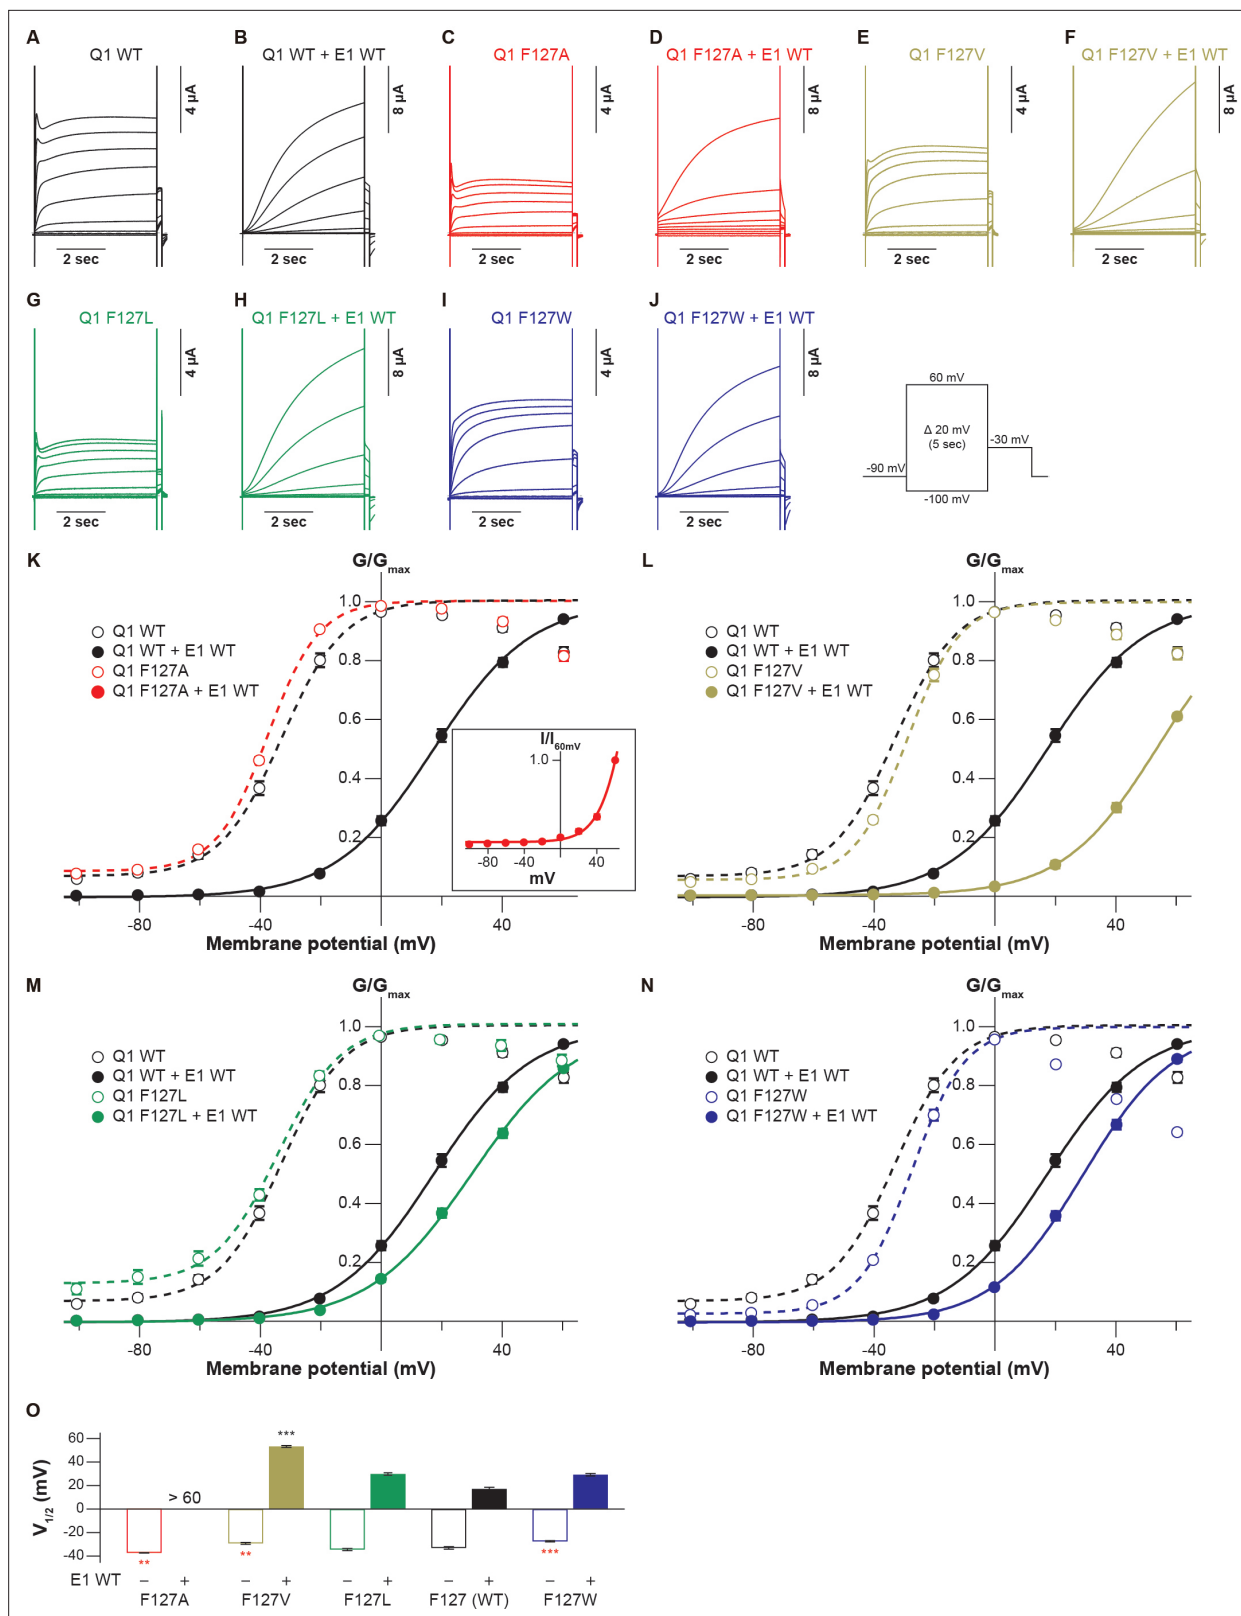 A B C D E F
Q1 WT Q1 WT + E1 WT Q1 F127A Q1 F127A + E1 WT Q1 F127V Q1 F127V + E1 WT
4 µA 8 µA 4 µA 8 µA 4 µA 8 µA
2 sec 2 sec 2 sec 2 sec 2 sec 2 sec
G H I J
Q1 F127L Q1 F127L + E1 WT Q1 F127W Q1 F127W + E1 WT
4 µA 8 µA 4 µA 8 µA
2 sec 2 sec 2 sec 2 sec
60 mV
Δ 20 mV
(5 sec)
-30 mV
-90 mV
-100 mV
K
G/Gmax
1.0
0.8
0.6
0.4
0.2
Q1 WT
Q1 WT + E1 WT
Q1 F127A
Q1 F127A + E1 WT
I/I60mV
1.0
-80 -40 40
mV
-80 -40 40
Membrane potential (mV)
L
G/Gmax
1.0
0.8
0.6
0.4
0.2
Q1 WT
Q1 WT + E1 WT
Q1 F127V
Q1 F127V + E1 WT
-80 -40 40
Membrane potential (mV)
M
G/Gmax
1.0
0.8
0.6
0.4
0.2
Q1 WT
Q1 WT + E1 WT
Q1 F127L
Q1 F127L + E1 WT
-80 -40 40
Membrane potential (mV)
N
G/Gmax
1.0
0.8
0.6
0.4
0.2
Q1 WT
Q1 WT + E1 WT
Q1 F127W
Q1 F127W + E1 WT
-80 -40 40
Membrane potential (mV)
O
V1/2 (mV)
60
40
20
0
-20
-40
> 60
***
** ** ***
E1 WT – + – + – + – + – +
F127A F127V F127L F127 (WT) F127W